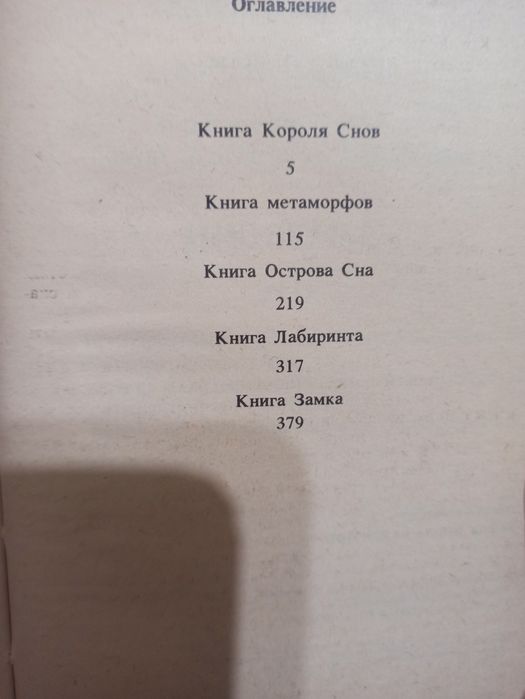 Оглавление
Книга Короля Снов
5
Книга метаморфов
115
Книга Острова Сна
219
Книга Лабиринта
317
Книга Замка
379